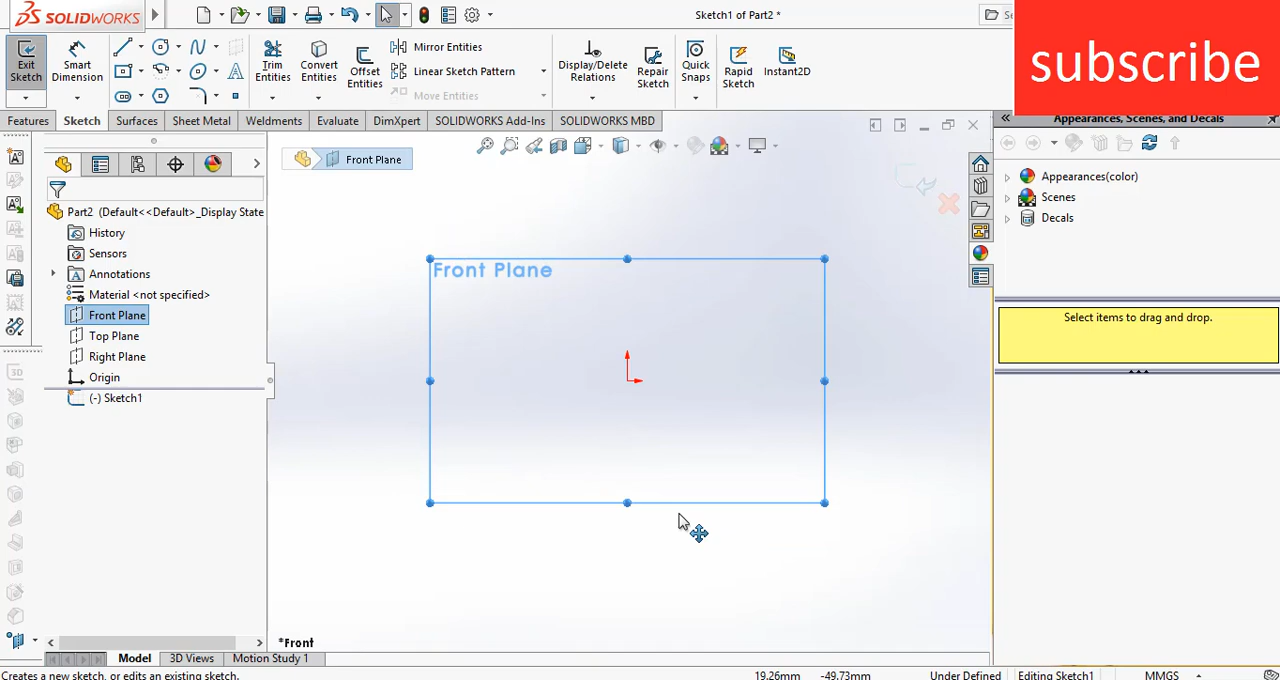 SOLIDWORKS
Sketch1 of Part2 *
subscribe
Exit Sketch
Smart Dimension
Trim Entities
Convert Entities
Offset Entities
Mirror Entities
Linear Sketch Pattern
Move Entities
Display/Delete Relations
Repair Sketch
Quick Snaps
Rapid Sketch
Instant2D
Features
Sketch
Surfaces
Sheet Metal
Weldments
Evaluate
DimXpert
SOLIDWORKS Add-Ins
SOLIDWORKS MBD
Appearances, Scenes, and Decals
Front Plane
Part2 (Default<<Default>_Display State
History
Sensors
Annotations
Material <not specified>
Front Plane
Top Plane
Right Plane
Origin
(-) Sketch1
Front Plane
Appearances(color)
Scenes
Decals
Select items to drag and drop.
*Front
Model
3D Views
Motion Study 1
Creates a new sketch, or edits an existing sketch.
19.26mm
-49.73mm
Under Defined
Editing Sketch1
MMGS